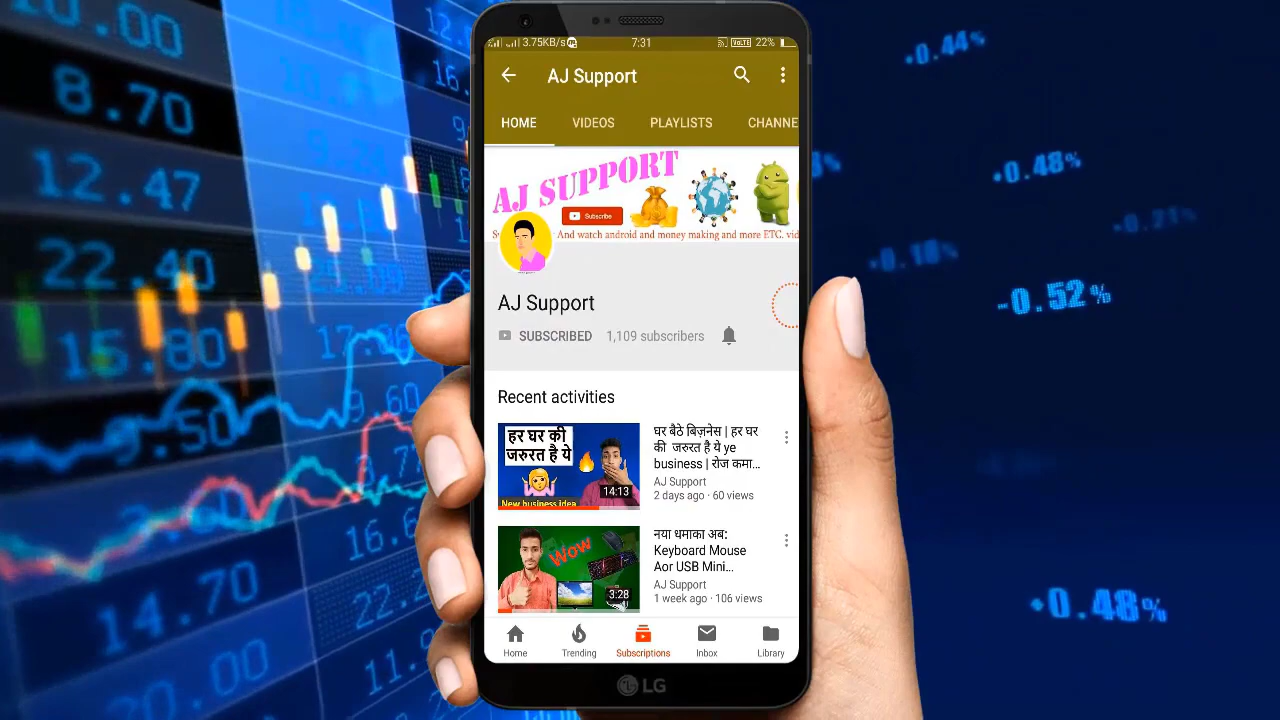 3.75KB/s
7:31
VoLTE
22%
AJ Support
HOME
VIDEOS
PLAYLISTS
CHANNE
AJ SUPPORT
Subscribe
And watch android and money making and more ETC. vid
AJ Support
SUBSCRIBED
1,109 subscribers
Recent activities
हर घर की
जरुरत है ये
New business idea
14:13
घर बैठे बिज़नेस | हर घर
की जरुरत है ये ye
business | रोज कमा...
AJ Support
2 days ago · 60 views
Wow
3:28
नया धमाका अब:
Keyboard Mouse
Aor USB Mini...
AJ Support
1 week ago · 106 views
Home
Trending
Subscriptions
Inbox
Library
LG
8.70
12.47
22.40
15.80
14.70
+0.44%
+0.48%
-0.52%
+0.48%